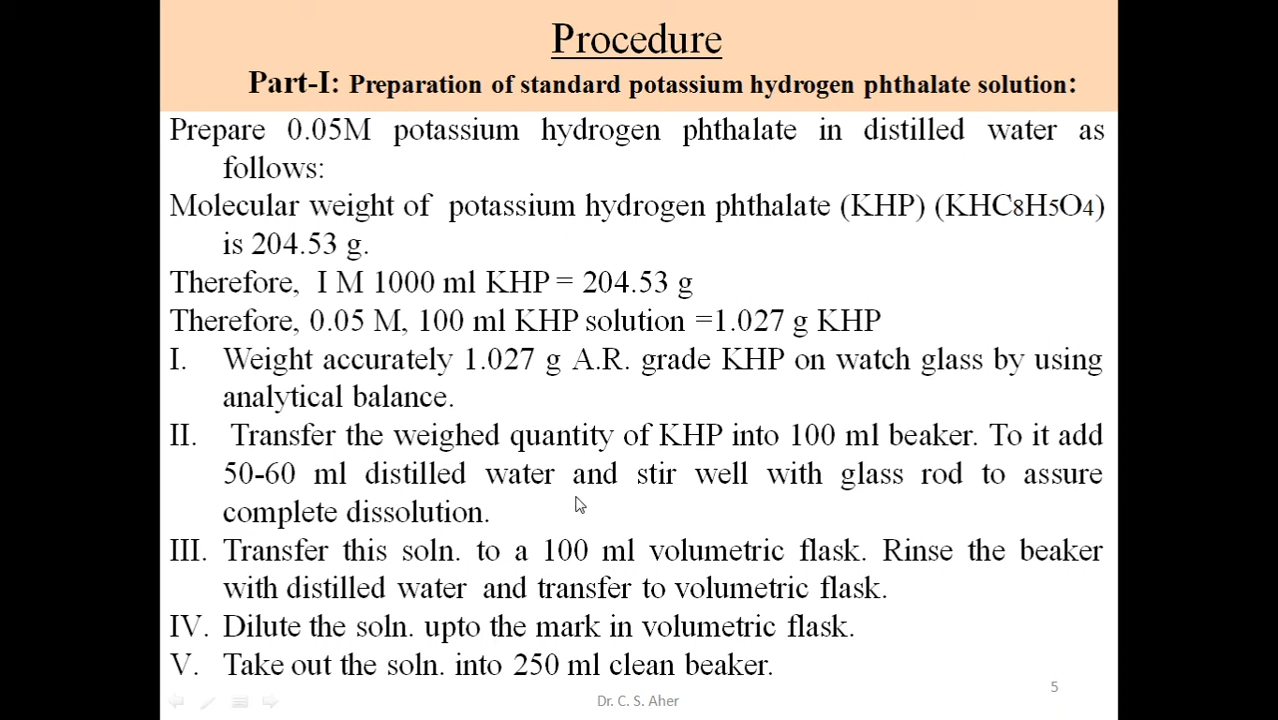 Procedure
Part-I: Preparation of standard potassium hydrogen phthalate solution:
Prepare 0.05M potassium hydrogen phthalate in distilled water as
follows:
Molecular weight of potassium hydrogen phthalate (KHP) (KHC8H5O4)
is 204.53 g.
Therefore, I M 1000 ml KHP = 204.53 g
Therefore, 0.05 M, 100 ml KHP solution =1.027 g KHP
I. Weight accurately 1.027 g A.R. grade KHP on watch glass by using
analytical balance.
II. Transfer the weighed quantity of KHP into 100 ml beaker. To it add
50-60 ml distilled water and stir well with glass rod to assure
complete dissolution.
III. Transfer this soln. to a 100 ml volumetric flask. Rinse the beaker
with distilled water and transfer to volumetric flask.
IV. Dilute the soln. upto the mark in volumetric flask.
V. Take out the soln. into 250 ml clean beaker.
5
Dr. C. S. Aher